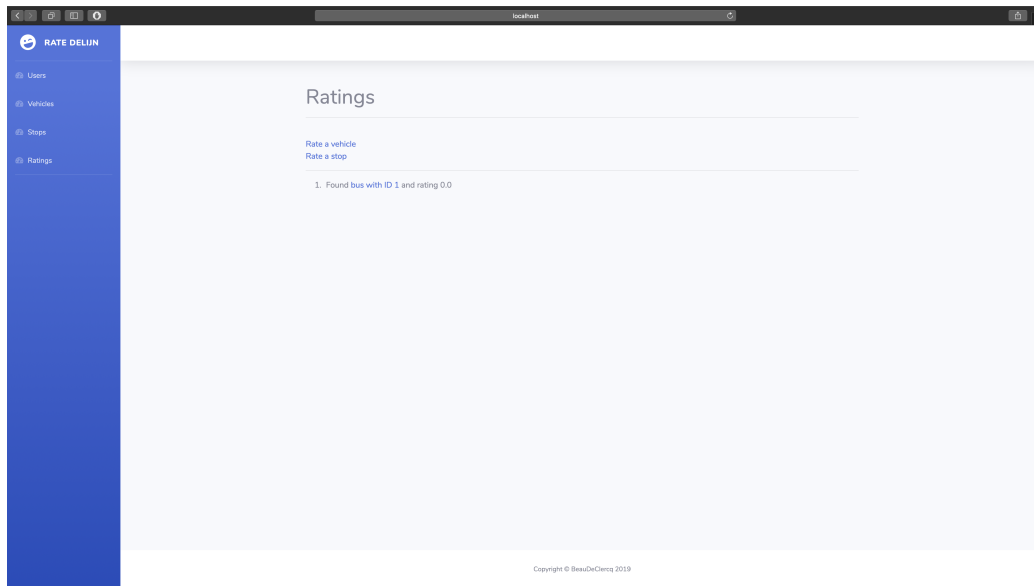 localhost
RATE DELIJN
Users
Vehicles
Stops
Ratings
Ratings
Rate a vehicle
Rate a stop
1. Found bus with ID 1 and rating 0.0
Copyright © BeauDeClercq 2019